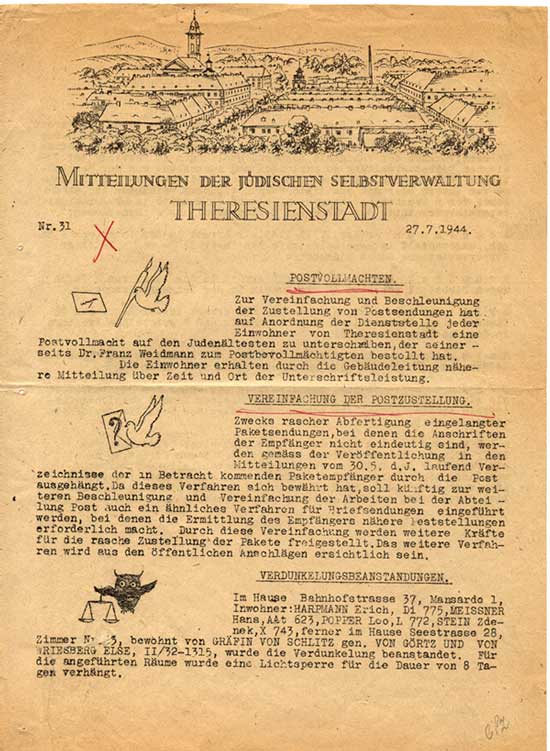 MITTEILUNGEN DER JÜDISCHEN SELBSTVERWALTUNG
THERESIENSTADT
Nr. 31
27.7.1944.
POSTVOLLMACHTEN.
Zur Vereinfachung und Beschleunigung
der Zustellung von Postsendungen hat
auf Anordnung der Dienststelle jeder
Einwohner von Theresienstadt eine
Postvollmacht auf den Judenältesten zu unterschreiben, der seiner-
seits Dr. Franz Weidmann zum Postbevollmächtigten bestellt hat.
Die Einwohner erhalten durch die Gebäudeleitung nähe-
re Mitteilung über Zeit und Ort der Unterschriftsleistung.
VEREINFACHUNG DER POSTZUSTELLUNG.
Zwecks rascher Abfertigung eingelangter
Paketsendungen, bei denen die Anschriften
der Empfänger nicht eindeutig sind, wer-
den gemäss der Veröffentlichung in den
Mitteilungen vom 30.5. d.J. laufend Ver-
zeichnisse der in Betracht kommenden Paketempfänger durch die Post
ausgehängt. Da dieses Verfahren sich bewährt hat, soll künftig zur wei-
teren Beschleunigung und Vereinfachung der Arbeiten bei der Abtei-
lung Post auch ein ähnliches Verfahren für Briefsendungen eingeführt
werden, bei denen die Ermittlung des Empfängers nähere Feststellungen
erforderlich macht. Durch diese Vereinfachung werden weitere Kräfte
für die rasche Zustellung der Pakete freigestellt. Das weitere Verfah-
ren wird aus den öffentlichen Anschlägen ersichtlich sein.
?
VERDUNKELUNGSBEANSTANDUNGEN.
Im Hause Bahnhofstrasse 37, Mansarde 1,
Inwohner: HARPMANN Erich, Di 775, MEISSNER
Hans, AAt 623, POPPER Leo, L 772, STEIN Zde-
nek, X 743, ferner im Hause Seestrasse 28,
Zimmer Nr. 3, bewohnt von GRÄFIN VON SCHLITZ gen. VON GÖRTZ UND VON
WRIESBERG ELSE, II/32-1315, wurde die Verdunkelung beanstandet. Für
die angeführten Räume wurde eine Lichtsperre für die Dauer von 8 Ta-
gen verhängt.